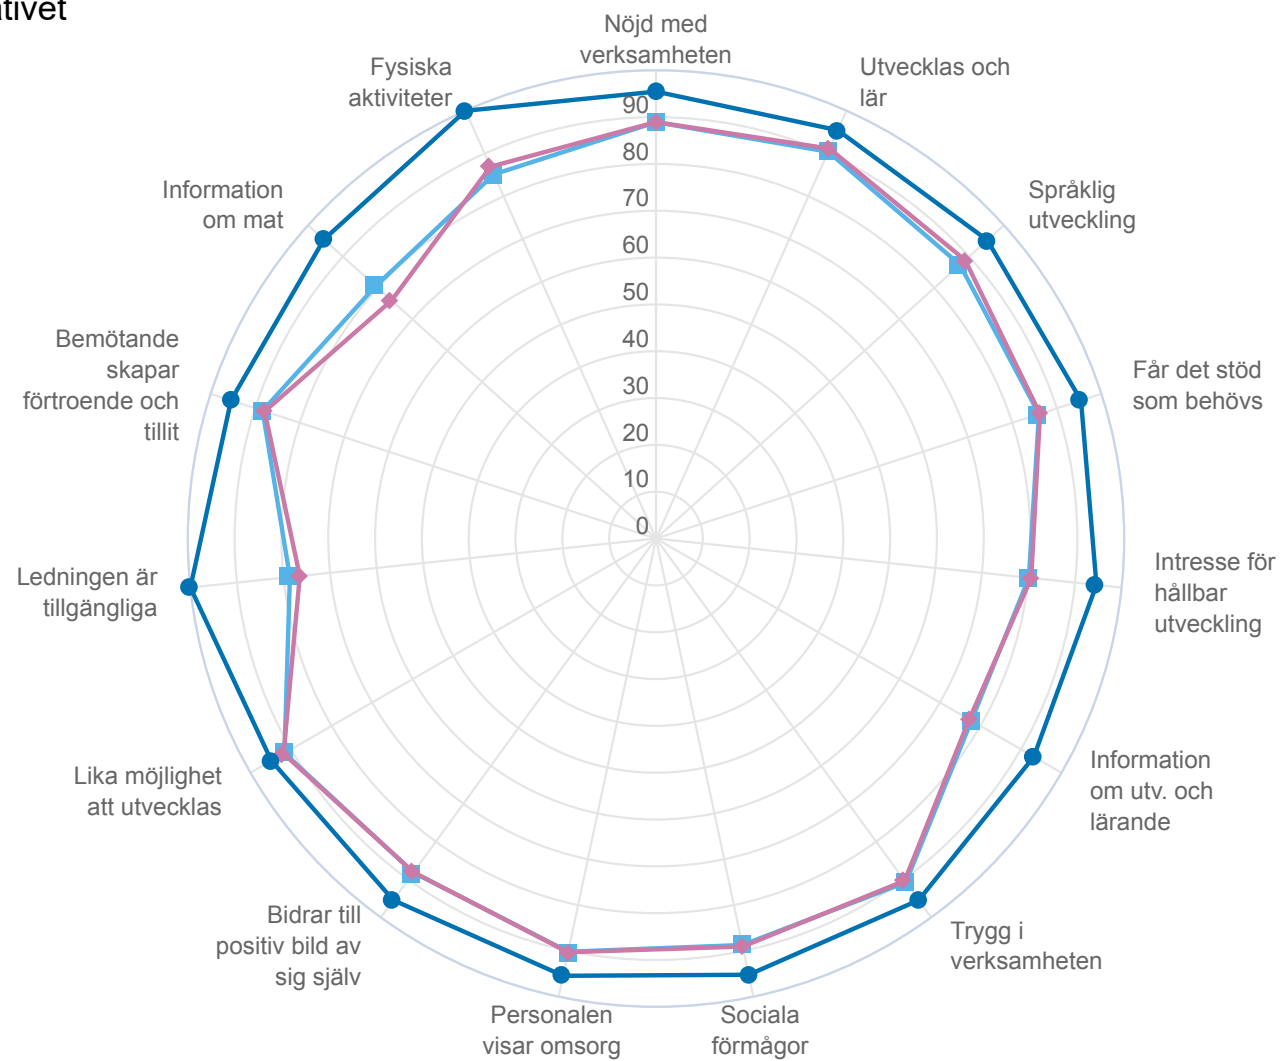 Nöjd med
verksamheten
Utvecklas och
lär
Språklig
utveckling
Får det stöd
som behövs
Intresse för
hållbar
utveckling
Information
om utv. och
lärande
Trygg i
verksamheten
Sociala
förmågor
Personalen
visar omsorg
Bidrar till
positiv bild av
sig själv
Lika möjlighet
att utvecklas
Ledningen är
tillgängliga
Bemötande
skapar
förtroende och
tillit
Information
om mat
Fysiska
aktiviteter
90
80
70
60
50
40
30
20
10
0